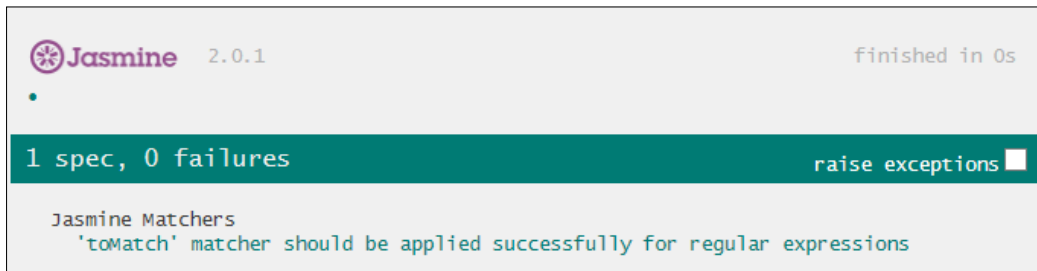 Jasmine 2.0.1 finished in 0s
1 spec, 0 failures raise exceptions
Jasmine Matchers
'toMatch' matcher should be applied successfully for regular expressions